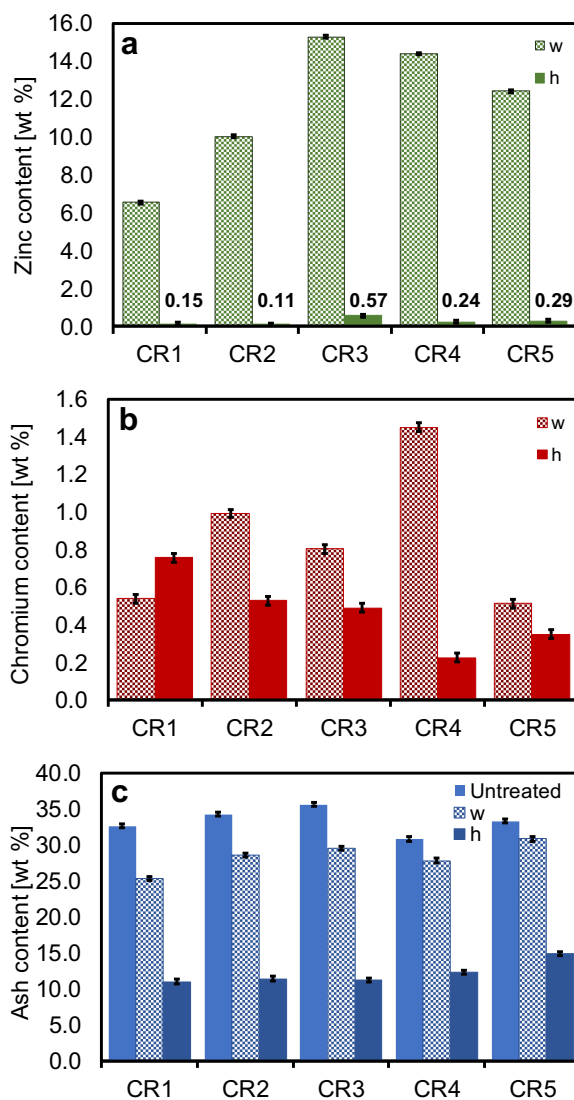 a
w
h
Zinc content [wt %]
16.0
14.0
12.0
10.0
8.0
6.0
4.0
2.0
0.0
0.15
0.11
0.57
0.24
0.29
CR1 CR2 CR3 CR4 CR5
b
w
h
Chromium content [wt %]
1.6
1.4
1.2
1.0
0.8
0.6
0.4
0.2
0.0
CR1 CR2 CR3 CR4 CR5
c
Untreated
w
h
Ash content [wt %]
40.0
35.0
30.0
25.0
20.0
15.0
10.0
5.0
0.0
CR1 CR2 CR3 CR4 CR5